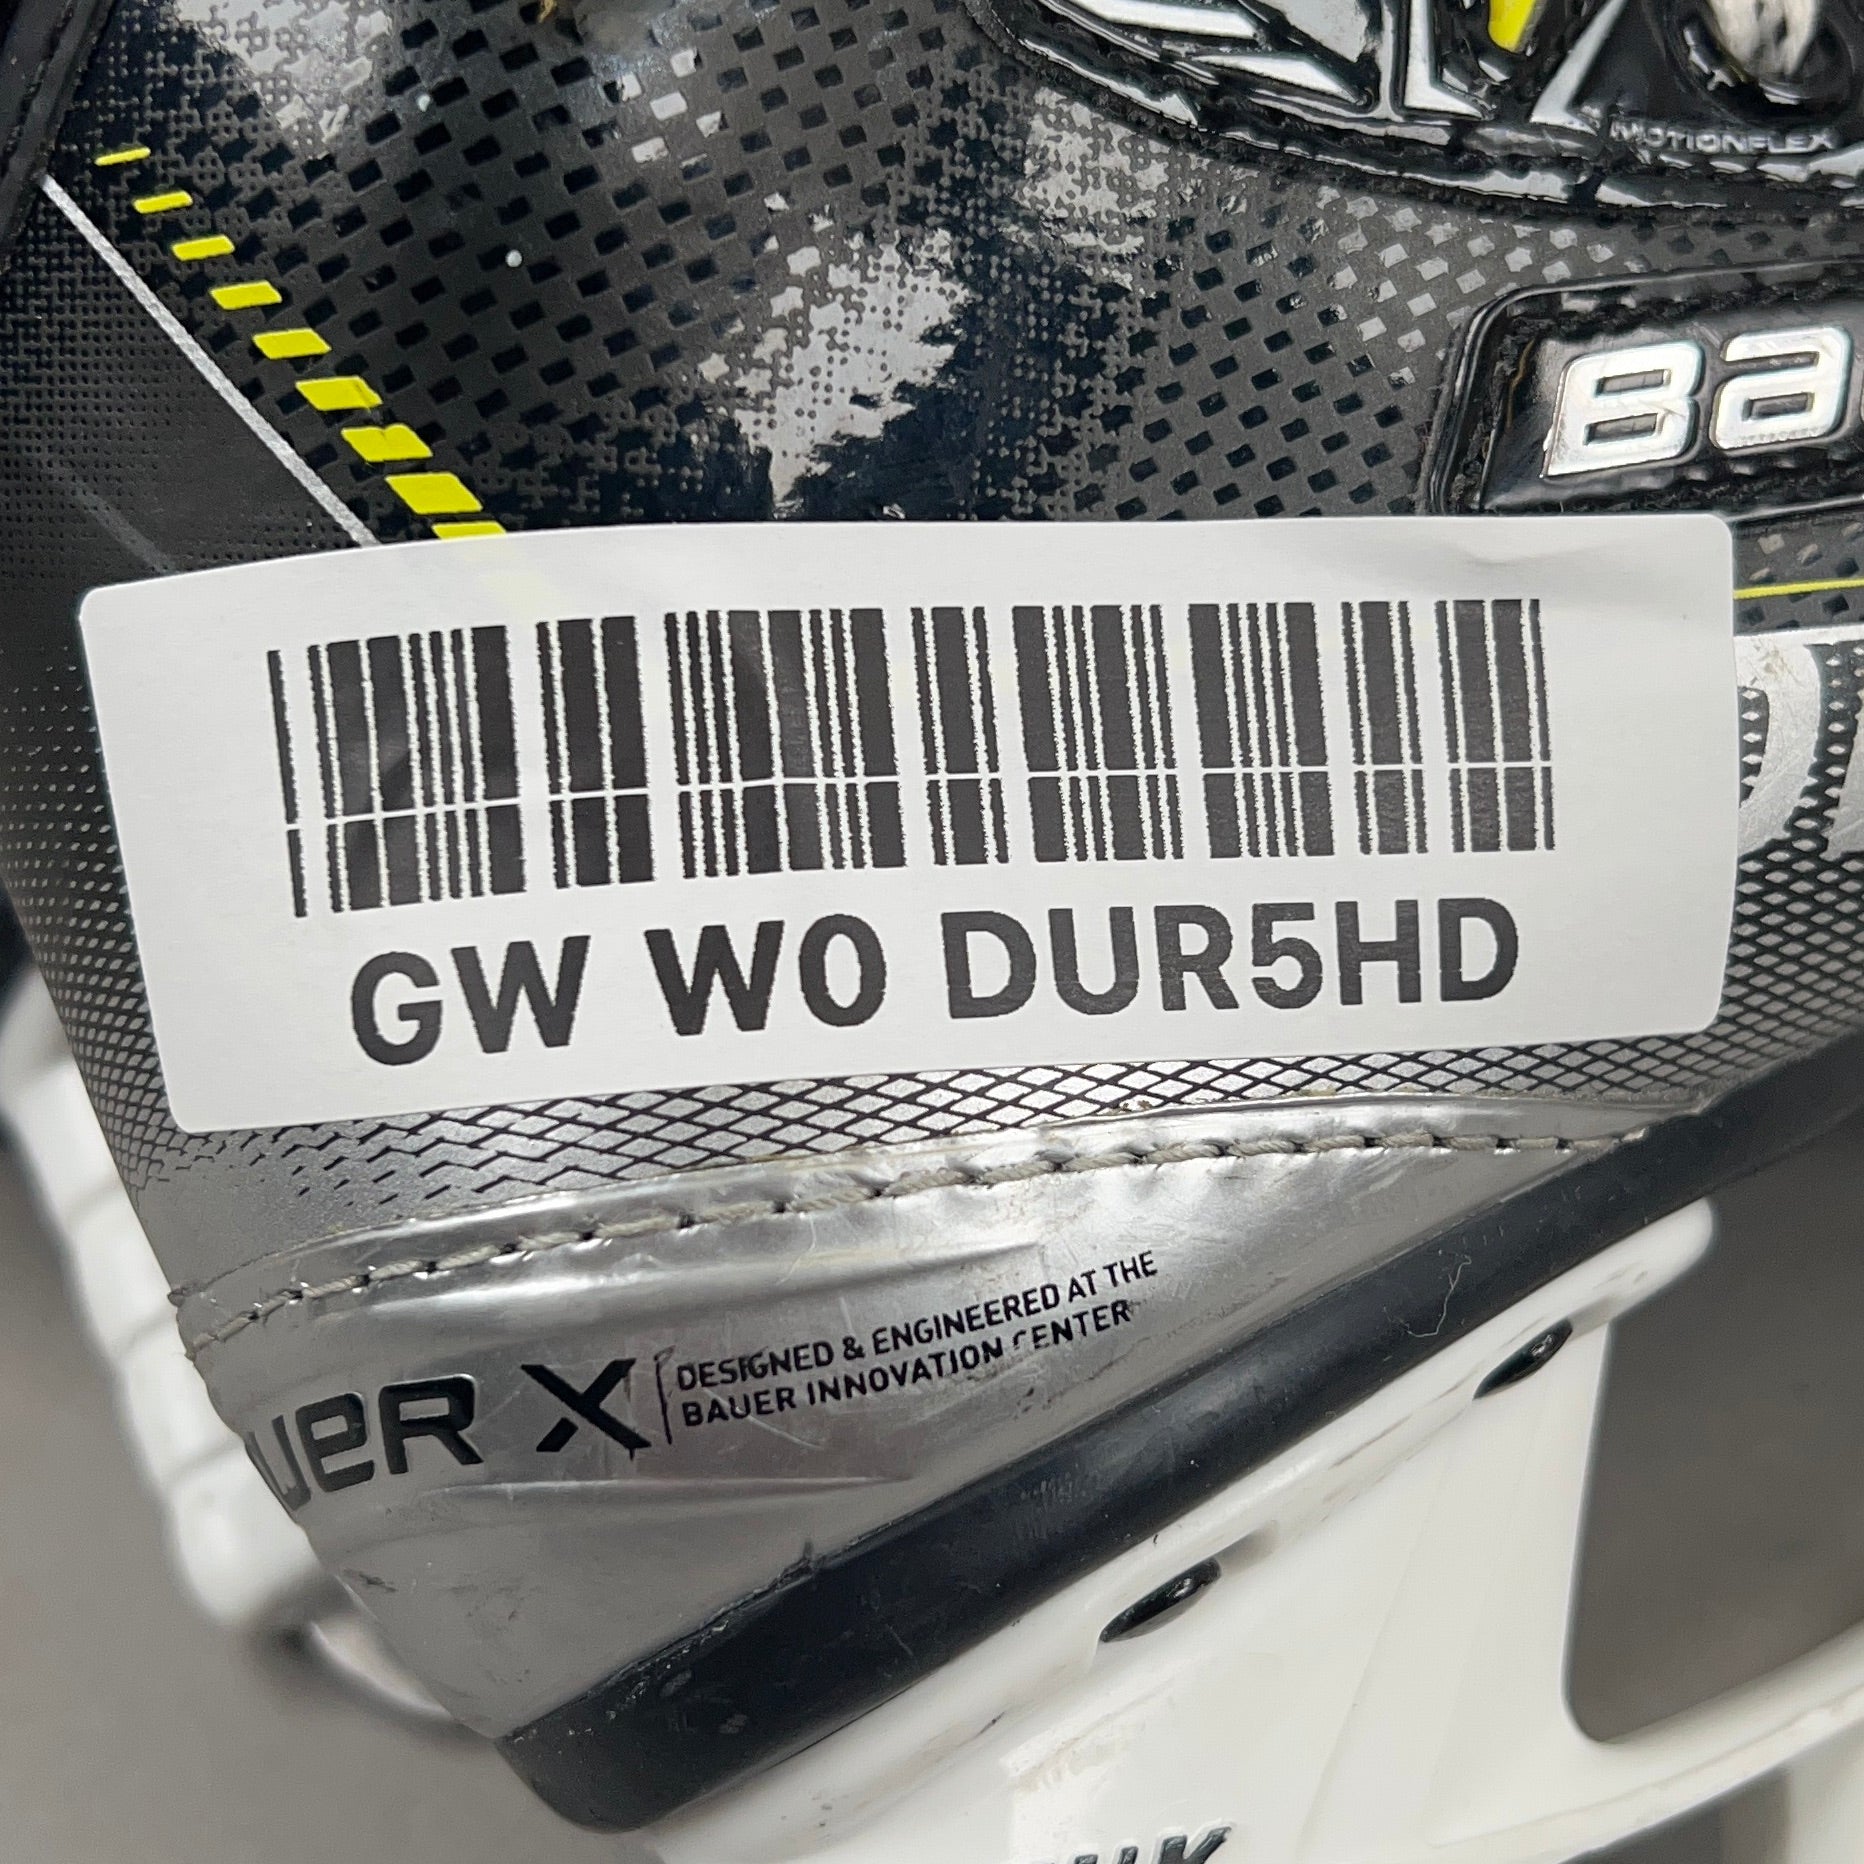 MOTIONFLEX
GW W0 DUR5HD
DESIGNED & ENGINEERED AT THE
BAUER INNOVATION CENTER
X